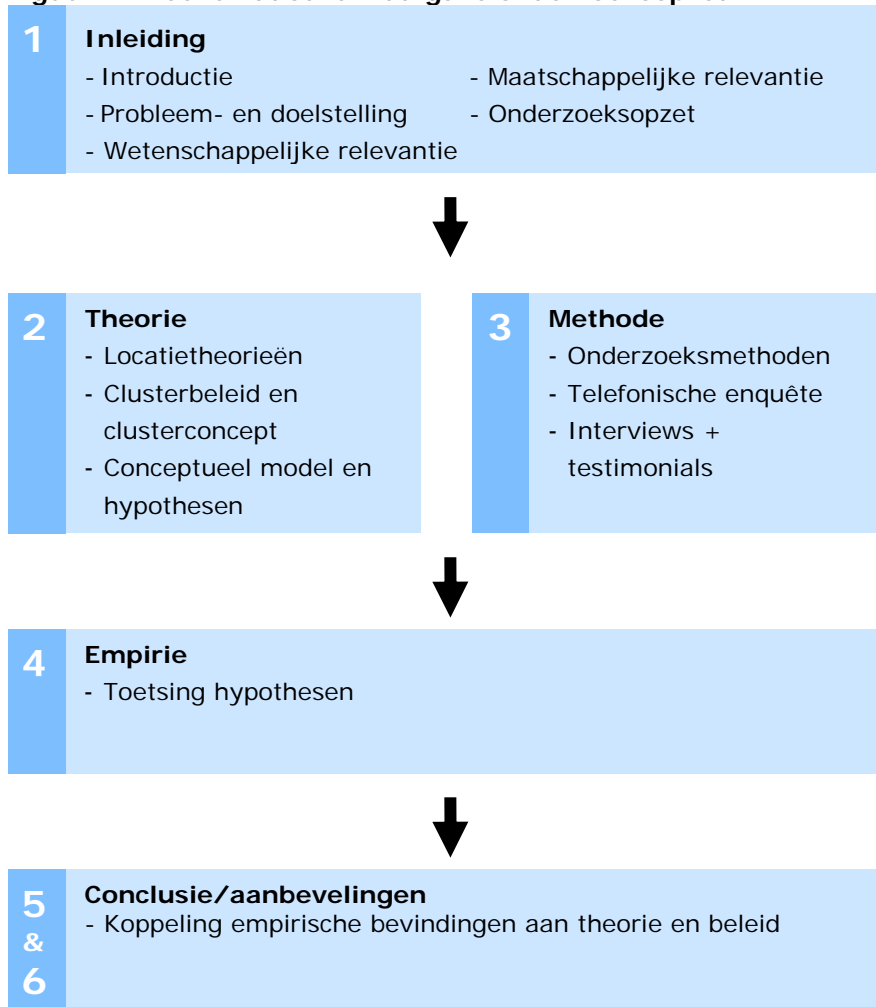 1
Inleiding
- Introductie
- Probleem- en doelstelling
- Wetenschappelijke relevantie
- Maatschappelijke relevantie
- Onderzoeksopzet
2
Theorie
- Locatietheorieën
- Clusterbeleid en
clusterconcept
- Conceptueel model en
hypothesen
3
Methode
- Onderzoeksmethoden
- Telefonische enquête
- Interviews +
testimonials
4
Empirie
- Toetsing hypothesen
5
&
6
Conclusie/aanbevelingen
- Koppeling empirische bevindingen aan theorie en beleid